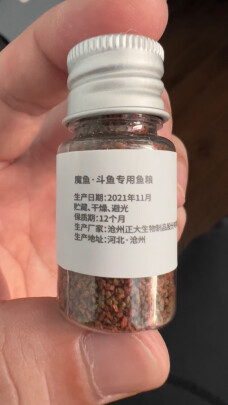 魔鱼·斗鱼专用鱼粮
生产日期:2021年11月
贮藏、干燥、避光
保质期:12个月
生产厂家:沧州正大生物制品
生产地址:河北·沧州